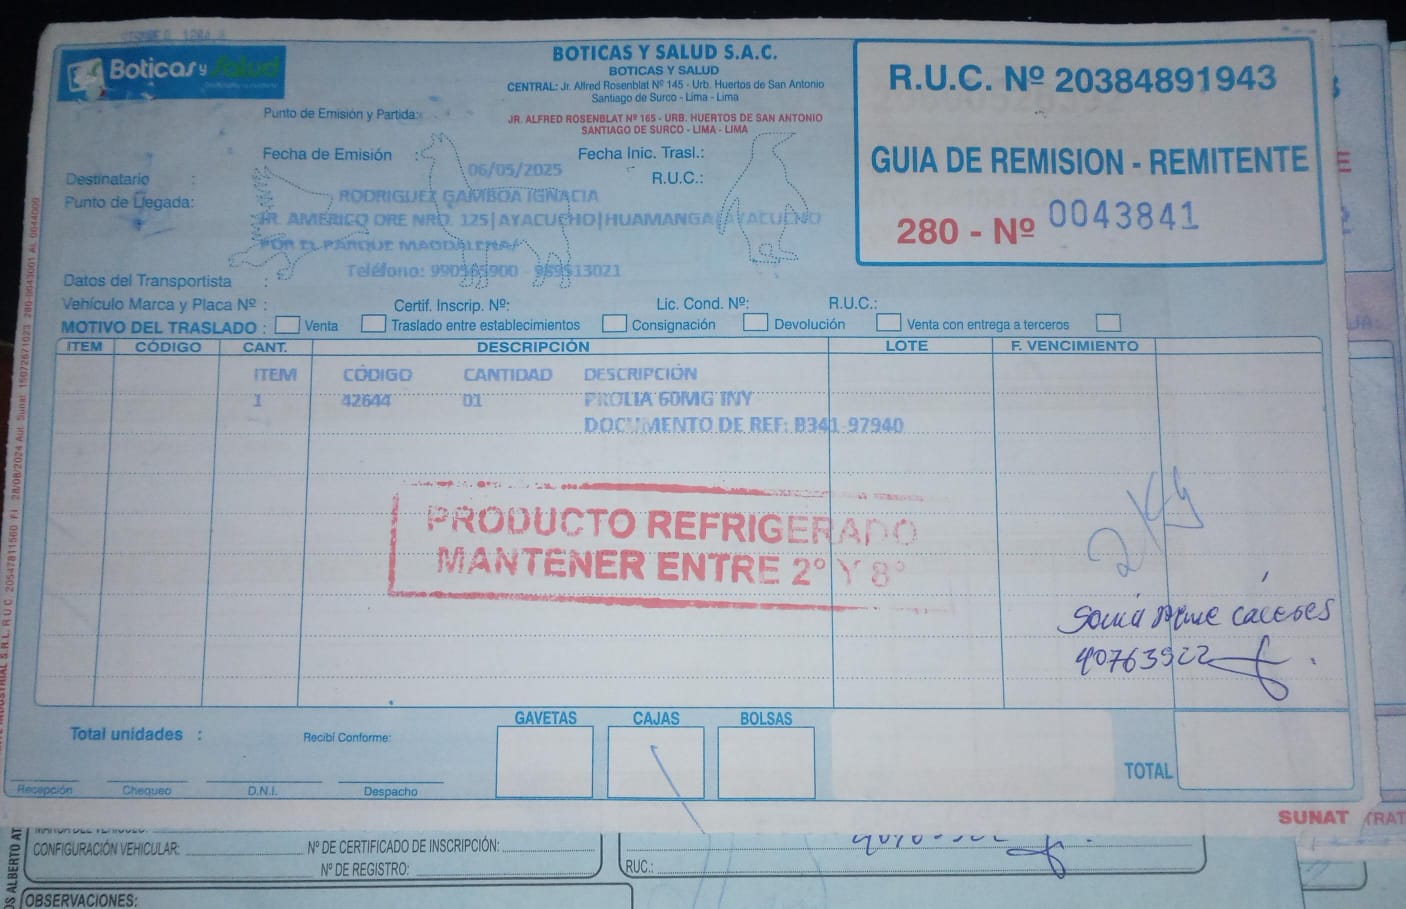 Boticas y Salud
BOTICAS Y SALUD S.A.C.
BOTICAS Y SALUD
CENTRAL: Jr. Alfred Rosenblat Nº 145 - Urb. Huertos de San Antonio
Santiago de Surco - Lima - Lima
JR. ALFRED ROSENBLAT Nº 165 - URB. HUERTOS DE SAN ANTONIO
SANTIAGO DE SURCO - LIMA - LIMA
R.U.C. Nº 20384891943
GUIA DE REMISION - REMITENTE
280 - Nº 0043841
Punto de Emisión y Partida:
Fecha de Emisión : 06/05/2025 Fecha Inic. Trasl.:
Destinatario : R.U.C.:
RODRIGUEZ GAMBOA IGNACIA
Punto de Llegada:
JR. AMERICO ORE NRO. 125|AYACUCHO|HUAMANGA|AYACUCHO
POR EL PARQUE MAGDALENA/
Teléfono: 990565900 - 989513021
Datos del Transportista :
Vehículo Marca y Placa Nº : Certif. Inscrip. Nº: Lic. Cond. Nº: R.U.C.:
MOTIVO DEL TRASLADO : Venta Traslado entre establecimientos Consignación Devolución Venta con entrega a terceros
ITEM CÓDIGO CANT. DESCRIPCIÓN LOTE F. VENCIMIENTO
ITEM CÓDIGO CANTIDAD DESCRIPCIÓN
1 42644 01 PROLIA 60MG INY
DOCUMENTO DE REF: B341-97940
PRODUCTO REFRIGERADO
MANTENER ENTRE 2° Y 8°
40763922
GAVETAS CAJAS BOLSAS
Total unidades : Recibí Conforme:
TOTAL
Recepción Chequeo D.N.I. Despacho
SUNAT
CONFIGURACIÓN VEHICULAR: Nº DE CERTIFICADO DE INSCRIPCIÓN:
Nº DE REGISTRO: RUC.:
OBSERVACIONES: